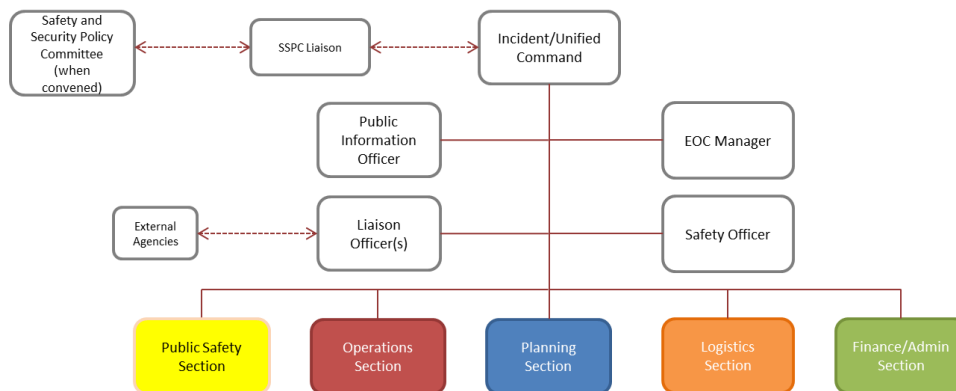 Safety and
Security Policy
Committee
(when
convened)
SSPC Liaison
Incident/Unified
Command
Public
Information
Officer
EOC Manager
External
Agencies
Liaison
Officer(s)
Safety Officer
Public Safety
Section
Operations
Section
Planning
Section
Logistics
Section
Finance/Admin
Section